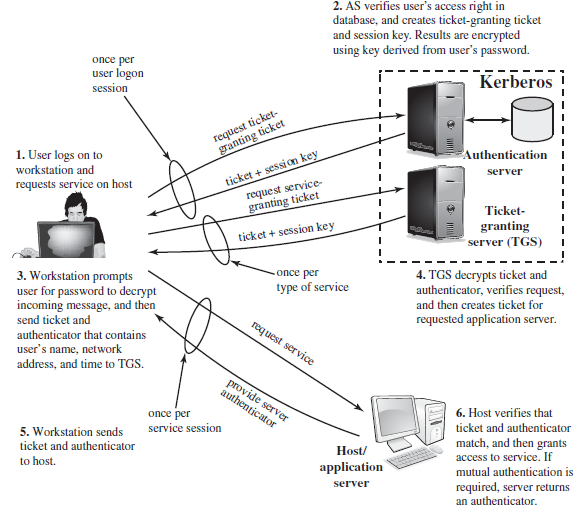 2. AS verifies user's access right in
database, and creates ticket-granting ticket
and session key. Results are encrypted
using key derived from user's password.
once per
user logon
session
Kerberos
request ticket-
granting ticket
1. User logs on to
workstation and
requests service on host
ticket + session key
Authentication
server
request service-
granting ticket
Ticket-
granting
server (TGS)
ticket + session key
3. Workstation prompts
user for password to decrypt
incoming message, and then
send ticket and
authenticator that contains
user's name, network
address, and time to TGS.
once per
type of service
4. TGS decrypts ticket and
authenticator, verifies request,
and then creates ticket for
requested application server.
request service
provide server
authenticator
once per
service session
5. Workstation sends
ticket and authenticator
to host.
Host/
application
server
6. Host verifies that
ticket and authenticator
match, and then grants
access to service. If
mutual authentication is
required, server returns
an authenticator.